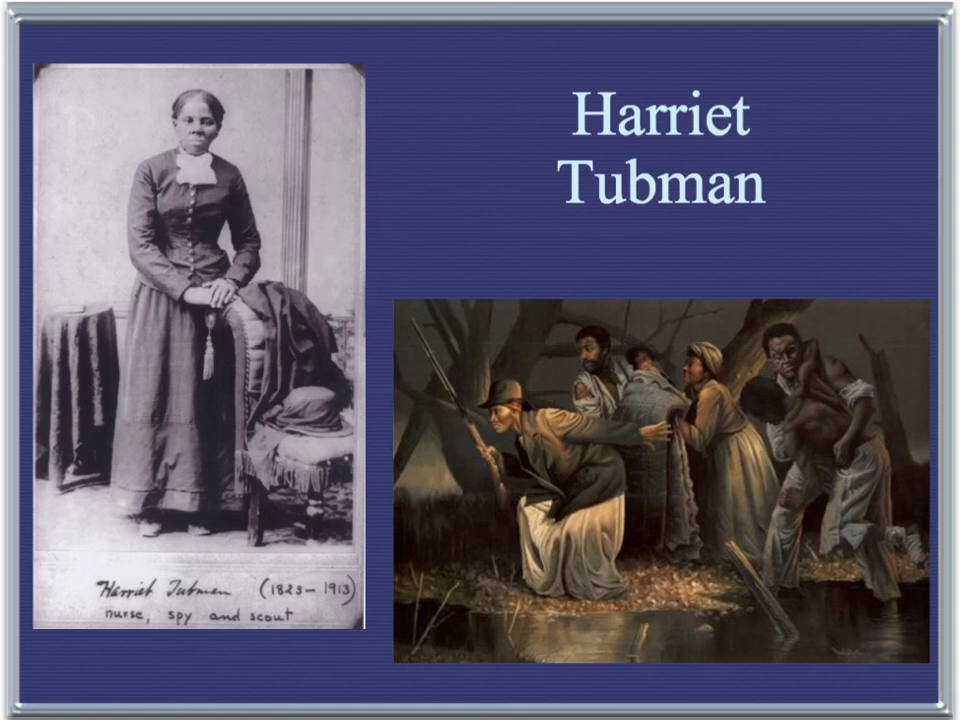 Harriet
Tubman
Harriet Tubman (1823-1913)
nurse, spy and scout